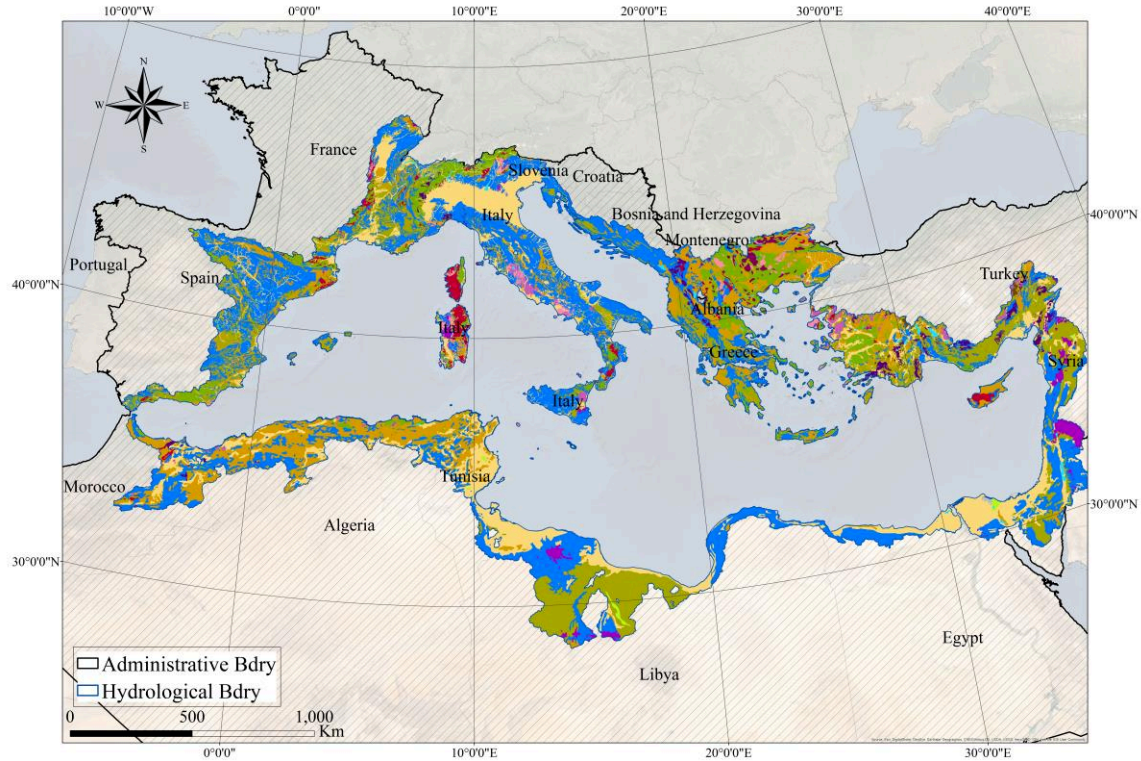 10°0'0"W
0°0'0"
10°0'0"E
20°0'0"E
30°0'0"E
40°0'0"E
N
W
E
S
France
Slovenia
Croatia
Italy
Bosnia and Herzegovina
Montenegro
40°0'0"N
Portugal
Spain
Turkey
40°0'0"N
Albania
Italy
Greece
Syria
Italy
Tunisia
Morocco
30°0'0"N
Algeria
30°0'0"N
Egypt
Libya
Administrative Bdry
Hydrological Bdry
0
500
1,000
Km
0°0'0"
10°0'0"E
20°0'0"E
30°0'0"E